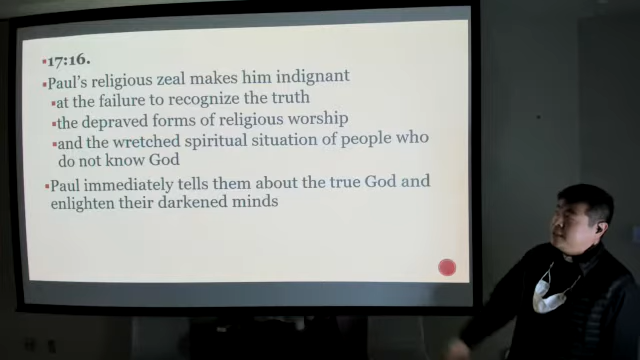 17:16.
Paul's religious zeal makes him indignant
at the failure to recognize the truth
the depraved forms of religious worship
and the wretched spiritual situation of people who
do not know God
Paul immediately tells them about the true God and
enlighten their darkened minds